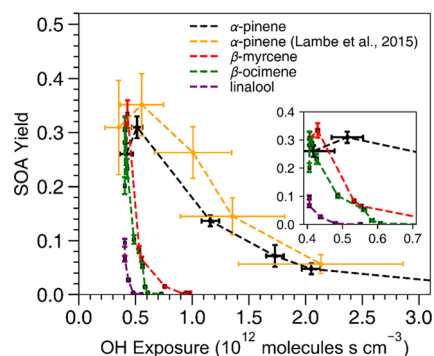 α-pinene
α-pinene (Lambe et al., 2015)
β-myrcene
β-ocimene
linalool
SOA Yield
0.5
0.4
0.3
0.2
0.1
0.0
0.4
0.3
0.2
0.1
0.0
0.4 0.5 0.6 0.7
0.0 0.5 1.0 1.5 2.0 2.5 3.0
OH Exposure (10¹² molecules s cm⁻³)